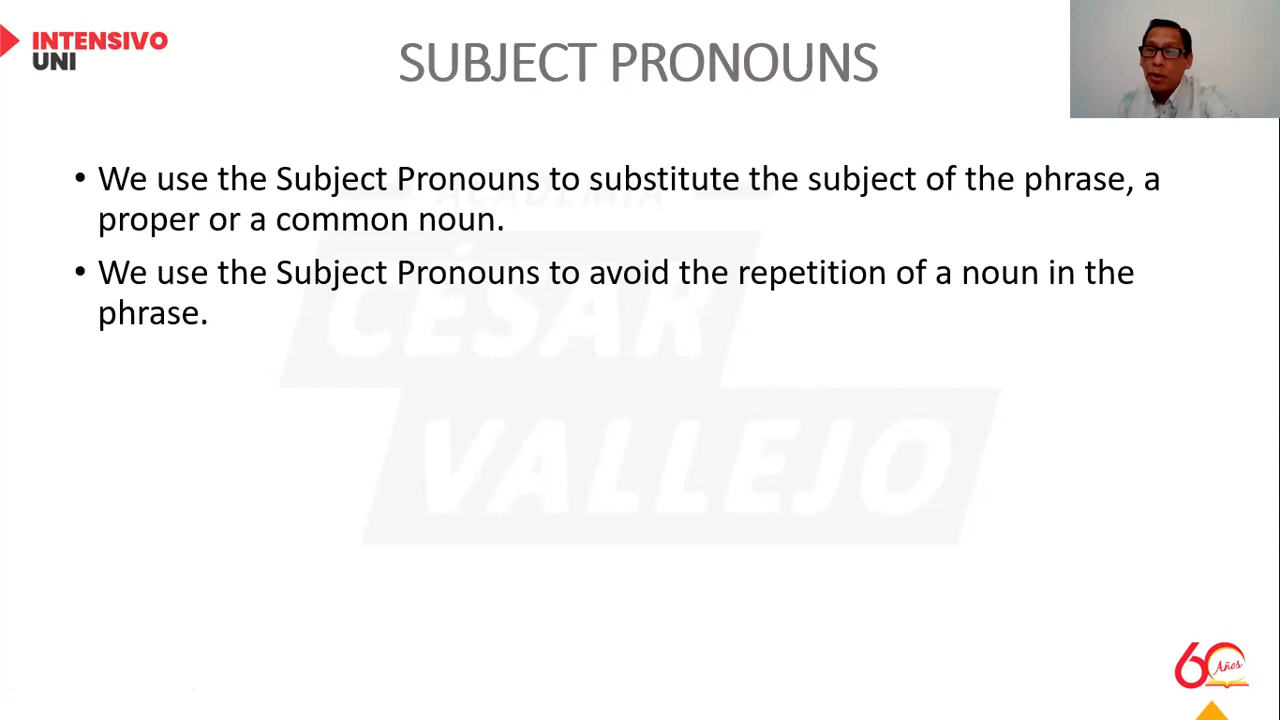 INTENSIVO
UNI
SUBJECT PRONOUNS
• We use the Subject Pronouns to substitute the subject of the phrase, a
proper or a common noun.
• We use the Subject Pronouns to avoid the repetition of a noun in the
phrase.
ACADEMIA
CÉSAR
VALLEJO
60 Años